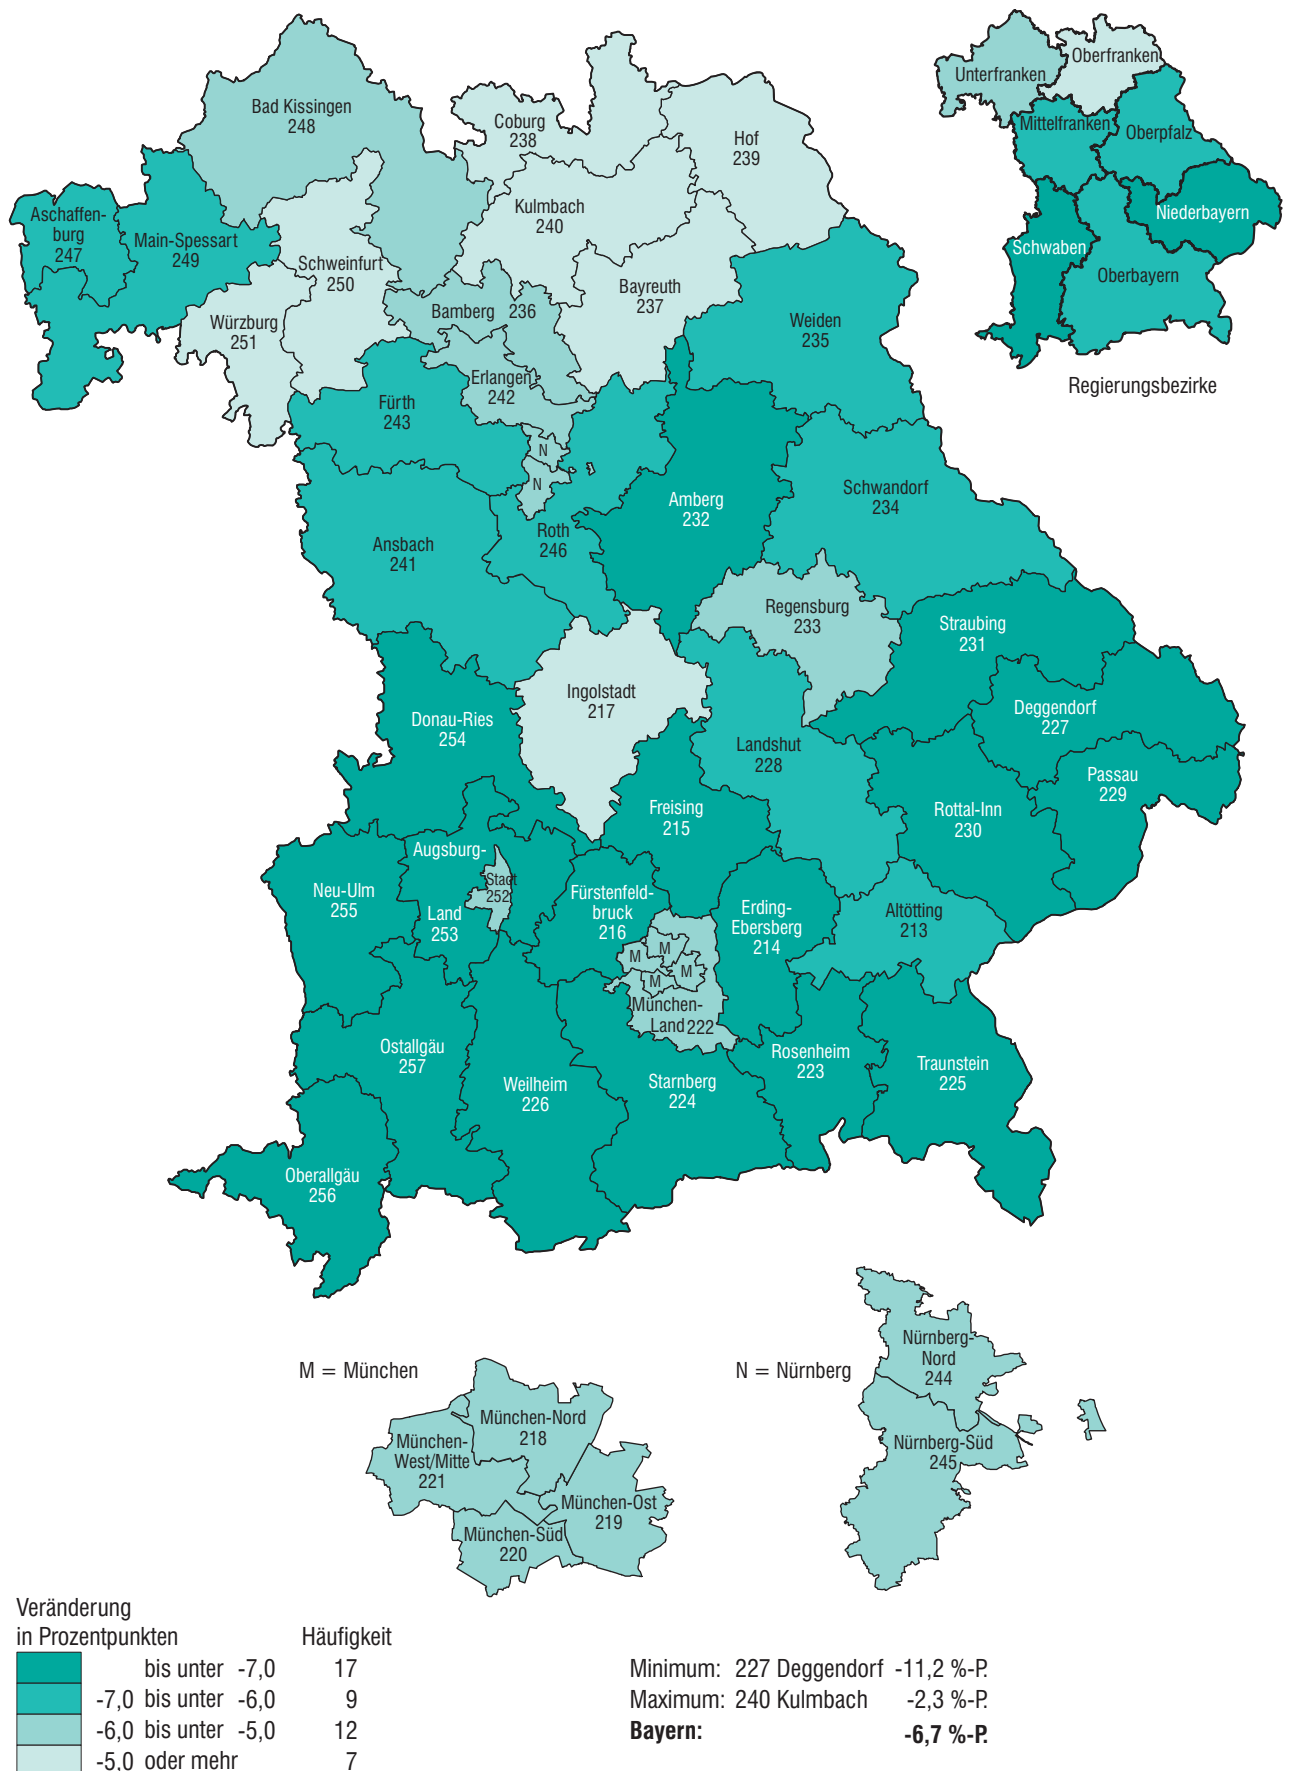 Bad Kissingen
248
Coburg
238
Hof
239
Kulmbach
240
Aschaffen-
burg
247
Main-Spessart
249
Schweinfurt
250
Bayreuth
237
Bamberg 236
Würzburg
251
Weiden
235
Erlangen
242
Fürth
243
N
N
Amberg
232
Schwandorf
234
Roth
246
Ansbach
241
Regensburg
233
Straubing
231
Ingolstadt
217
Deggendorf
227
Donau-Ries
254
Landshut
228
Passau
229
Freising
215
Rottal-Inn
230
Augsburg-
Stadt
252
Land
253
Neu-Ulm
255
Fürstenfeld-
bruck
216
Erding-
Ebersberg
214
Altötting
213
M
M
M
M
München-
Land 222
Ostallgäu
257
Rosenheim
223
Traunstein
225
Weilheim
226
Starnberg
224
Oberallgäu
256
Unterfranken
Oberfranken
Mittelfranken
Oberpfalz
Niederbayern
Schwaben
Oberbayern
Regierungsbezirke
M = München
München-Nord
218
München-
West/Mitte
221
München-Ost
219
München-Süd
220
N = Nürnberg
Nürnberg-
Nord
244
Nürnberg-Süd
245
Veränderung
in Prozentpunkten Häufigkeit
bis unter -7,0 17
-7,0 bis unter -6,0 9
-6,0 bis unter -5,0 12
-5,0 oder mehr 7
Minimum: 227 Deggendorf -11,2 %-P.
Maximum: 240 Kulmbach -2,3 %-P.
Bayern: -6,7 %-P.